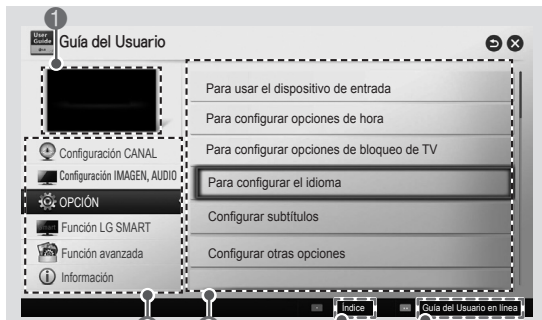 1
User Guide
Guía del Usuario
Para usar el dispositivo de entrada
Para configurar opciones de hora
Para configurar opciones de bloqueo de TV
Para configurar el idioma
Configurar subtítulos
Configurar otras opciones
Configuración CANAL
Configuración IMAGEN, AUDIO
OPCIÓN
Función LG SMART
Función avanzada
Información
Índice
Guía del Usuario en línea